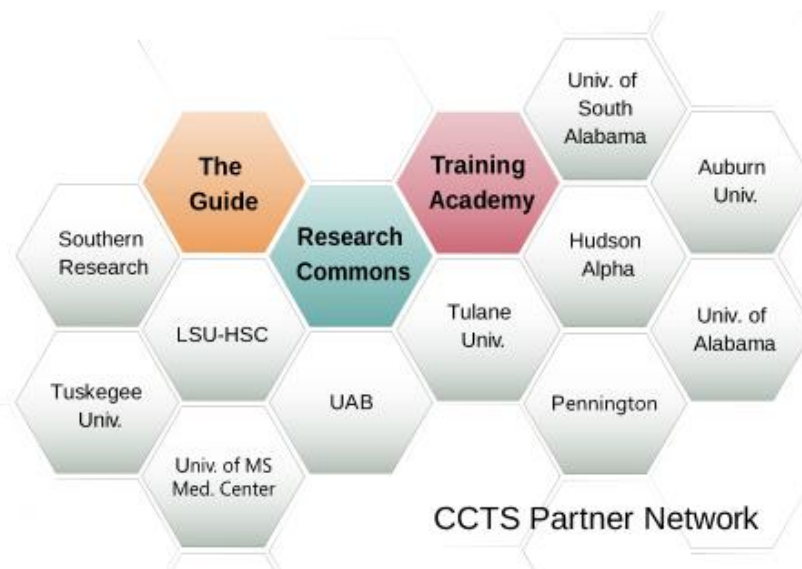 Univ. of
South
Alabama
The
Guide
Training
Academy
Auburn
Univ.
Southern
Research
Research
Commons
Hudson
Alpha
LSU-HSC
Tulane
Univ.
Univ. of
Alabama
Tuskegee
Univ.
UAB
Pennington
Univ. of MS
Med. Center
CCTS Partner Network